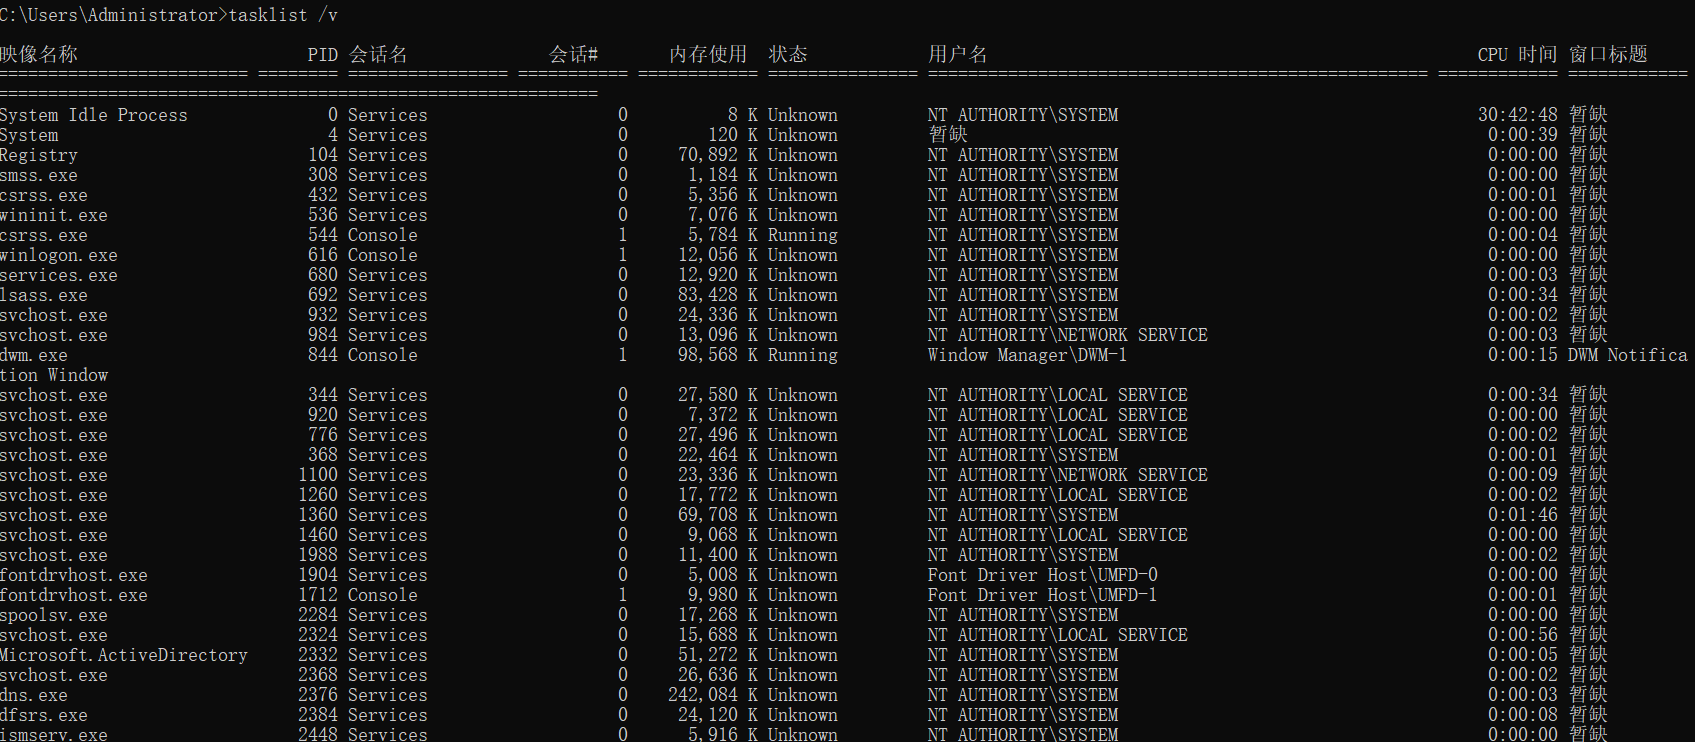 C:\Users\Administrator>tasklist /v
映像名称 PID 会话名 会话# 内存使用 状态 用户名 CPU 时间 窗口标题
========================= ======== ================ =========== ============ =============== ================================================== ============ ============
============================================================
System Idle Process 0 Services 0 8 K Unknown NT AUTHORITY\SYSTEM 30:42:48 暂缺
System 4 Services 0 120 K Unknown 暂缺 0:00:39 暂缺
Registry 104 Services 0 70,892 K Unknown NT AUTHORITY\SYSTEM 0:00:00 暂缺
smss.exe 308 Services 0 1,184 K Unknown NT AUTHORITY\SYSTEM 0:00:00 暂缺
csrss.exe 432 Services 0 5,356 K Unknown NT AUTHORITY\SYSTEM 0:00:01 暂缺
wininit.exe 536 Services 0 7,076 K Unknown NT AUTHORITY\SYSTEM 0:00:00 暂缺
csrss.exe 544 Console 1 5,784 K Running NT AUTHORITY\SYSTEM 0:00:04 暂缺
winlogon.exe 616 Console 1 12,056 K Unknown NT AUTHORITY\SYSTEM 0:00:00 暂缺
services.exe 680 Services 0 12,920 K Unknown NT AUTHORITY\SYSTEM 0:00:03 暂缺
lsass.exe 692 Services 0 83,428 K Unknown NT AUTHORITY\SYSTEM 0:00:34 暂缺
svchost.exe 932 Services 0 24,336 K Unknown NT AUTHORITY\SYSTEM 0:00:02 暂缺
svchost.exe 984 Services 0 13,096 K Unknown NT AUTHORITY\NETWORK SERVICE 0:00:03 暂缺
dwm.exe 844 Console 1 98,568 K Running Window Manager\DWM-1 0:00:15 DWM Notifica
tion Window
svchost.exe 344 Services 0 27,580 K Unknown NT AUTHORITY\LOCAL SERVICE 0:00:34 暂缺
svchost.exe 920 Services 0 7,372 K Unknown NT AUTHORITY\LOCAL SERVICE 0:00:00 暂缺
svchost.exe 776 Services 0 27,496 K Unknown NT AUTHORITY\LOCAL SERVICE 0:00:02 暂缺
svchost.exe 368 Services 0 22,464 K Unknown NT AUTHORITY\SYSTEM 0:00:01 暂缺
svchost.exe 1100 Services 0 23,336 K Unknown NT AUTHORITY\NETWORK SERVICE 0:00:09 暂缺
svchost.exe 1260 Services 0 17,772 K Unknown NT AUTHORITY\LOCAL SERVICE 0:00:02 暂缺
svchost.exe 1360 Services 0 69,708 K Unknown NT AUTHORITY\SYSTEM 0:01:46 暂缺
svchost.exe 1460 Services 0 9,068 K Unknown NT AUTHORITY\LOCAL SERVICE 0:00:00 暂缺
svchost.exe 1988 Services 0 11,400 K Unknown NT AUTHORITY\SYSTEM 0:00:02 暂缺
fontdrvhost.exe 1904 Services 0 5,008 K Unknown Font Driver Host\UMFD-0 0:00:00 暂缺
fontdrvhost.exe 1712 Console 1 9,980 K Unknown Font Driver Host\UMFD-1 0:00:01 暂缺
spoolsv.exe 2284 Services 0 17,268 K Unknown NT AUTHORITY\SYSTEM 0:00:00 暂缺
svchost.exe 2324 Services 0 15,688 K Unknown NT AUTHORITY\LOCAL SERVICE 0:00:56 暂缺
Microsoft.ActiveDirectory 2332 Services 0 51,272 K Unknown NT AUTHORITY\SYSTEM 0:00:05 暂缺
svchost.exe 2368 Services 0 26,636 K Unknown NT AUTHORITY\SYSTEM 0:00:02 暂缺
dns.exe 2376 Services 0 242,084 K Unknown NT AUTHORITY\SYSTEM 0:00:03 暂缺
dfsrs.exe 2384 Services 0 24,120 K Unknown NT AUTHORITY\SYSTEM 0:00:08 暂缺
ismserv.exe 2448 Services 0 5,916 K Unknown NT AUTHORITY\SYSTEM 0:00:00 暂缺